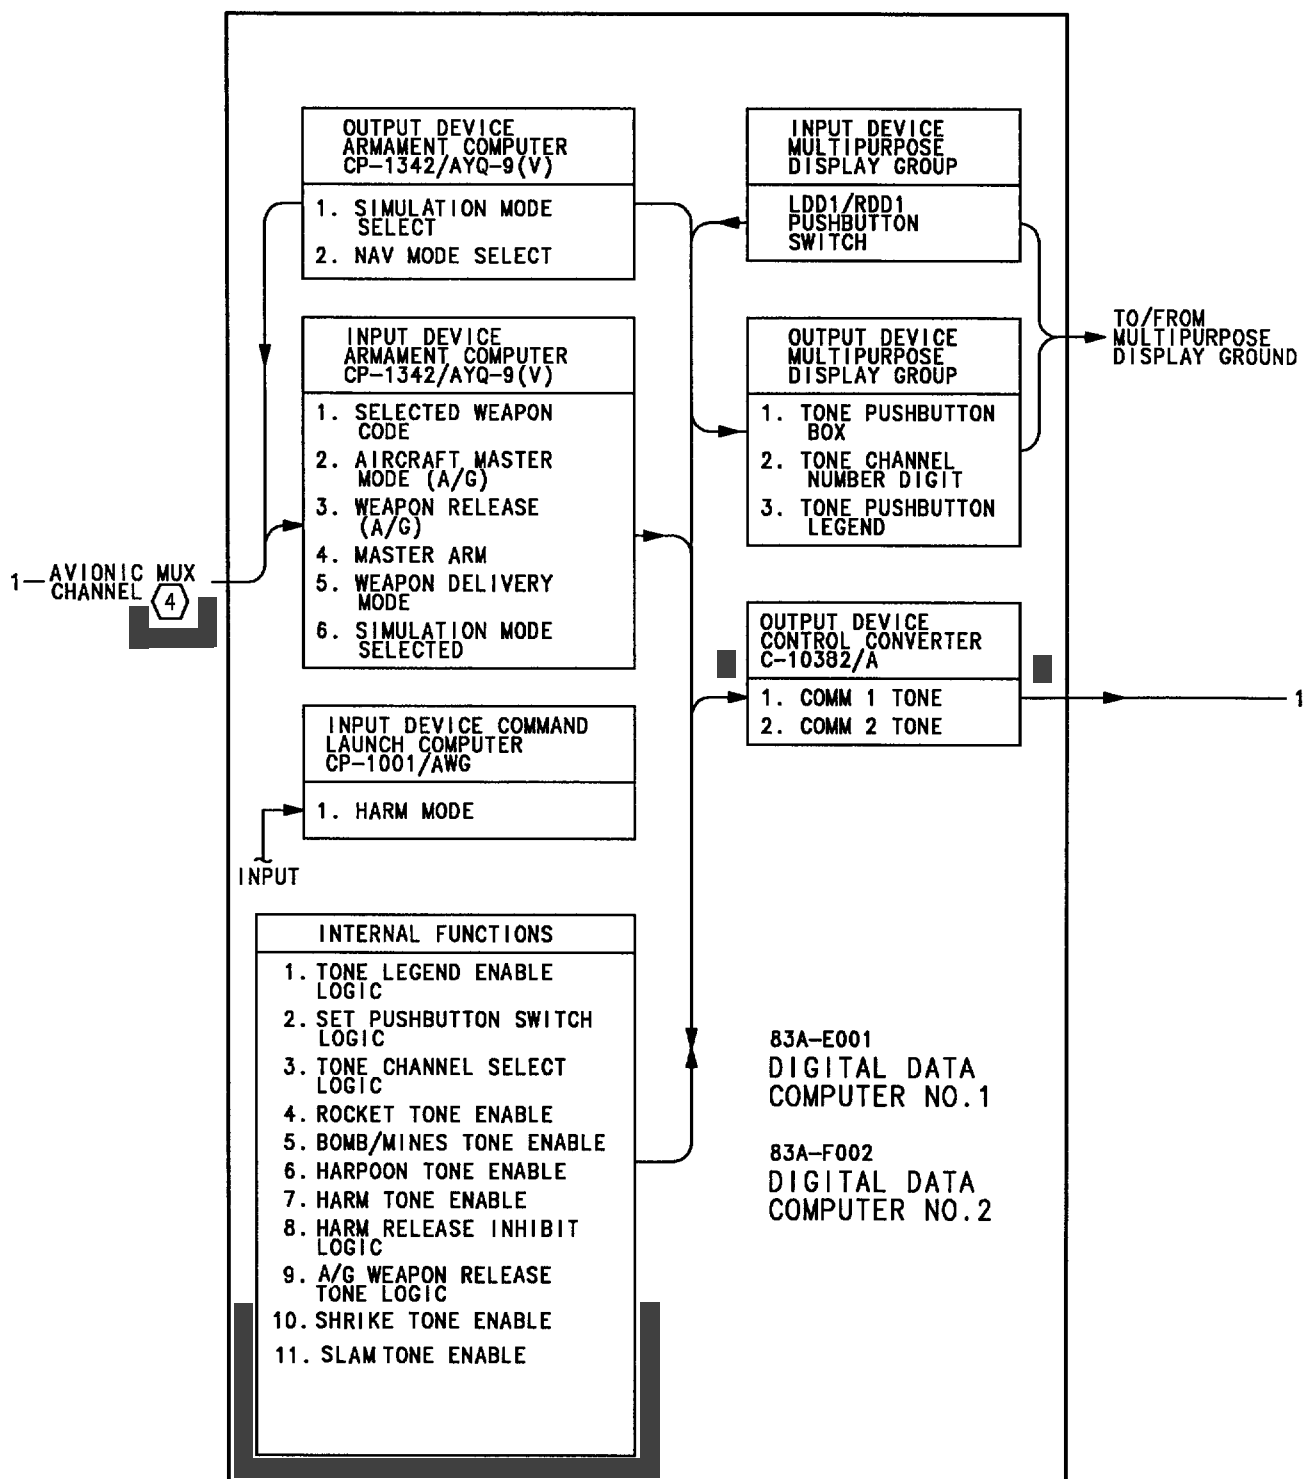 OUTPUT DEVICE
ARMAMENT COMPUTER
CP-1342/AYQ-9(V)
1. SIMULATION MODE
SELECT
2. NAV MODE SELECT
INPUT DEVICE
MULTIPURPOSE
DISPLAY GROUP
LDD1/RDD1
PUSHBUTTON
SWITCH
INPUT DEVICE
ARMAMENT COMPUTER
CP-1342/AYQ-9(V)
1. SELECTED WEAPON
CODE
2. AIRCRAFT MASTER
MODE (A/G)
3. WEAPON RELEASE
(A/G)
4. MASTER ARM
5. WEAPON DELIVERY
MODE
6. SIMULATION MODE
SELECTED
OUTPUT DEVICE
MULTIPURPOSE
DISPLAY GROUP
1. TONE PUSHBUTTON
BOX
2. TONE CHANNEL
NUMBER DIGIT
3. TONE PUSHBUTTON
LEGEND
TO/FROM
MULTIPURPOSE
DISPLAY GROUND
1 AVIONIC MUX
CHANNEL 4
OUTPUT DEVICE
CONTROL CONVERTER
C-10382/A
1. COMM 1 TONE
2. COMM 2 TONE
1
INPUT DEVICE COMMAND
LAUNCH COMPUTER
CP-1001/AWG
1. HARM MODE
INPUT
INTERNAL FUNCTIONS
1. TONE LEGEND ENABLE
LOGIC
2. SET PUSHBUTTON SWITCH
LOGIC
3. TONE CHANNEL SELECT
LOGIC
4. ROCKET TONE ENABLE
5. BOMB/MINES TONE ENABLE
6. HARPOON TONE ENABLE
7. HARM TONE ENABLE
8. HARM RELEASE INHIBIT
LOGIC
9. A/G WEAPON RELEASE
TONE LOGIC
10. SHRIKE TONE ENABLE
11. SLAM TONE ENABLE
83A-E001
DIGITAL DATA
COMPUTER NO.1
83A-F002
DIGITAL DATA
COMPUTER NO.2